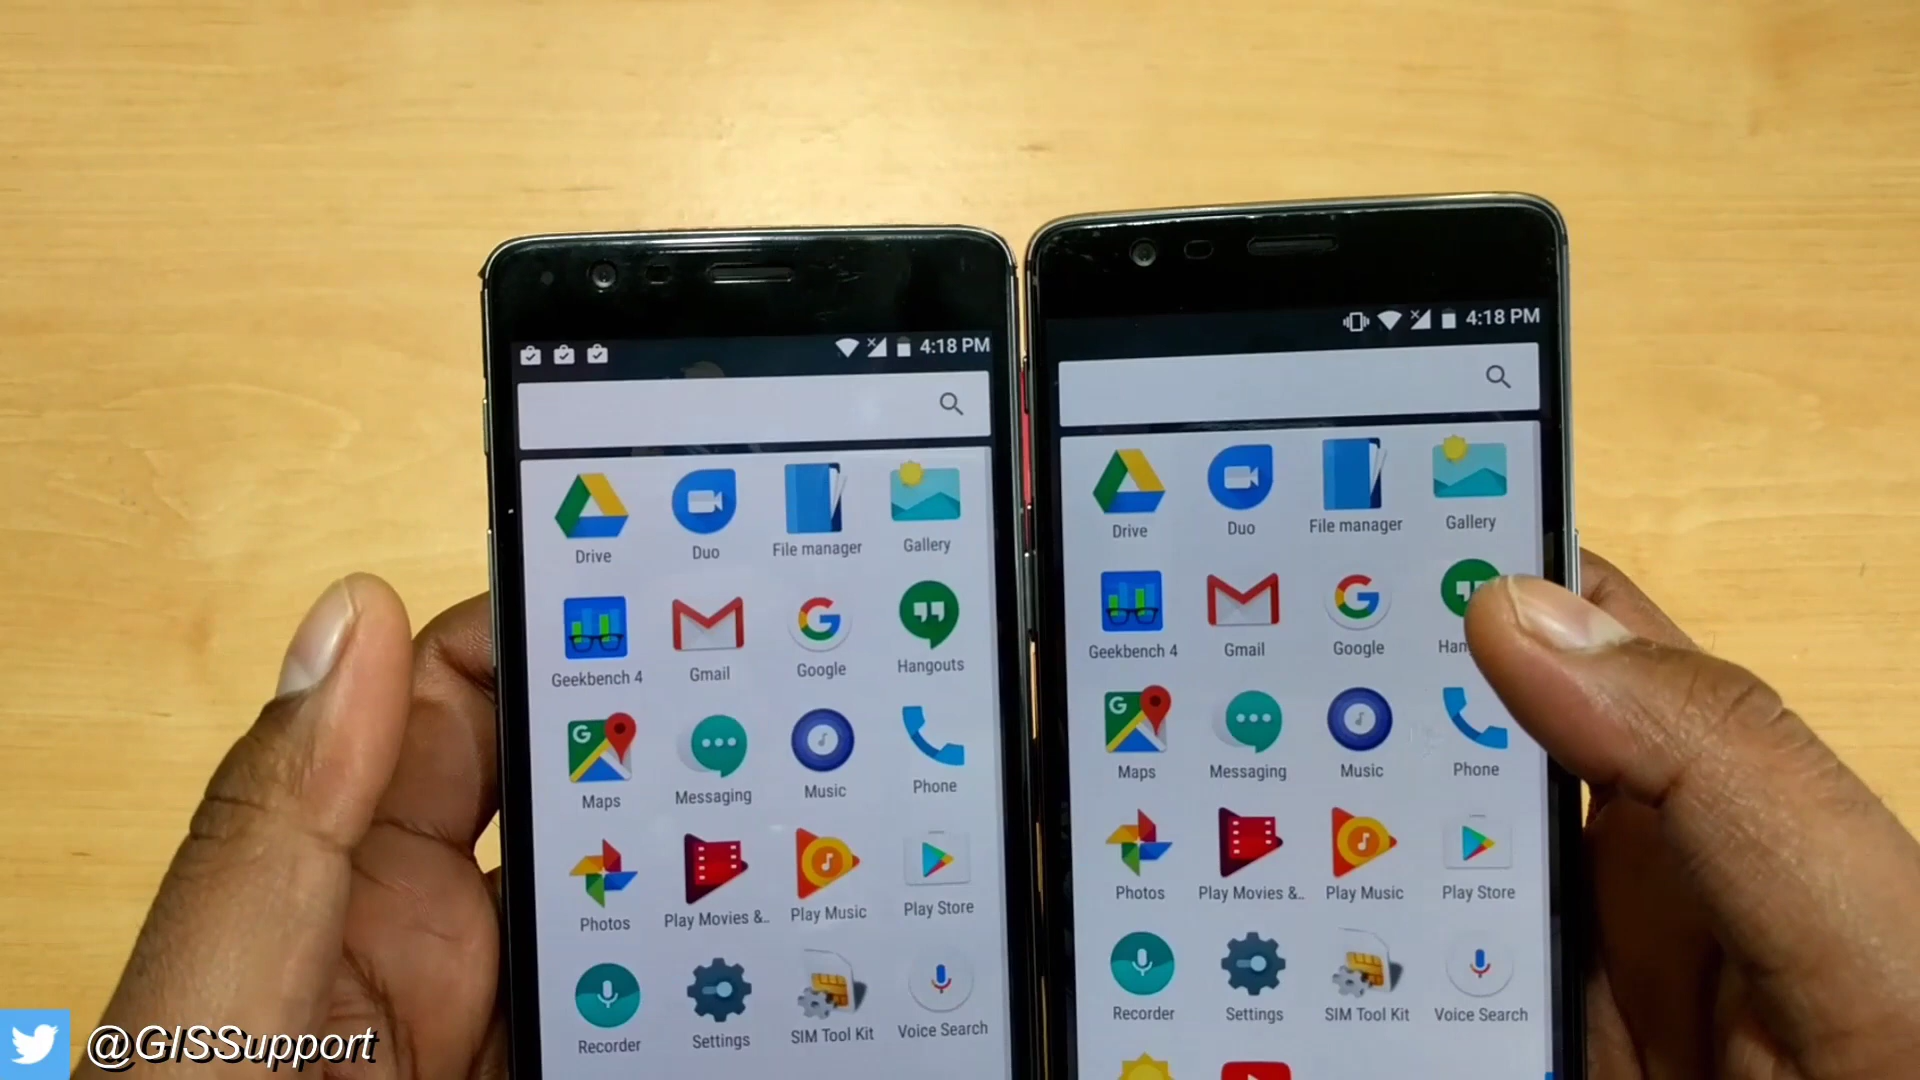 4:18 PM
Drive Duo File manager Gallery
Geekbench 4 Gmail Google Hangouts
Maps Messaging Music Phone
Photos Play Movies &.. Play Music Play Store
Recorder Settings SIM Tool Kit Voice Search
4:18 PM
Drive Duo File manager Gallery
Geekbench 4 Gmail Google Han
Maps Messaging Music Phone
Photos Play Movies &.. Play Music Play Store
Recorder Settings SIM Tool Kit Voice Search
@GISSupport